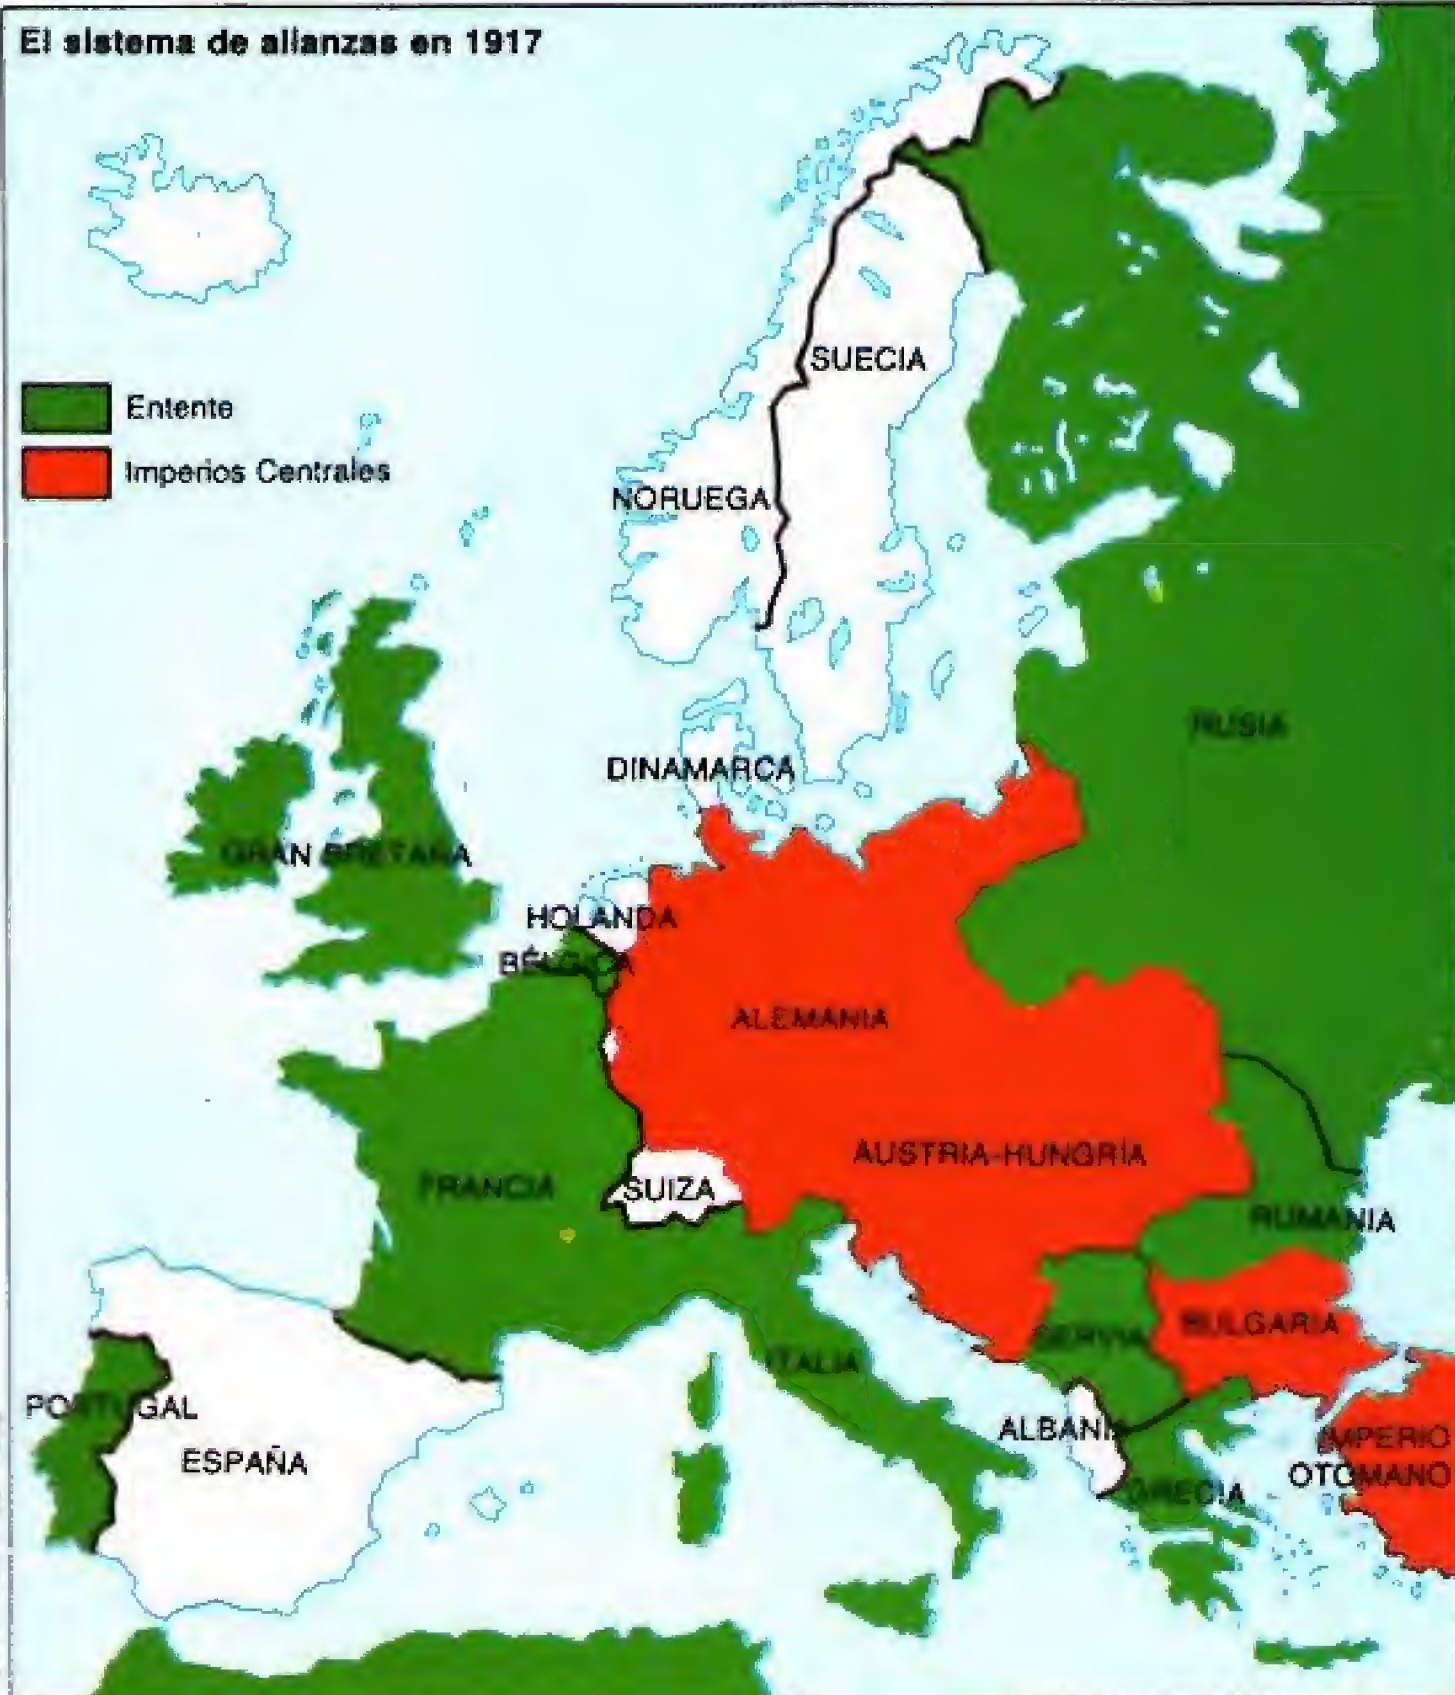 El sistema de alianzas en 1917
SUECIA
Entente
Imperios Centrales
NORUEGA
RUSIA
DINAMARCA
GRAN BRETAÑA
HOLANDA
BÉLGICA
ALEMANIA
AUSTRIA-HUNGRÍA
FRANCIA
SUIZA
RUMANIA
SERVIA
BULGARIA
ITALIA
PORTUGAL
ALBANIA
ESPAÑA
IMPERIO
OTOMANO
GRECIA